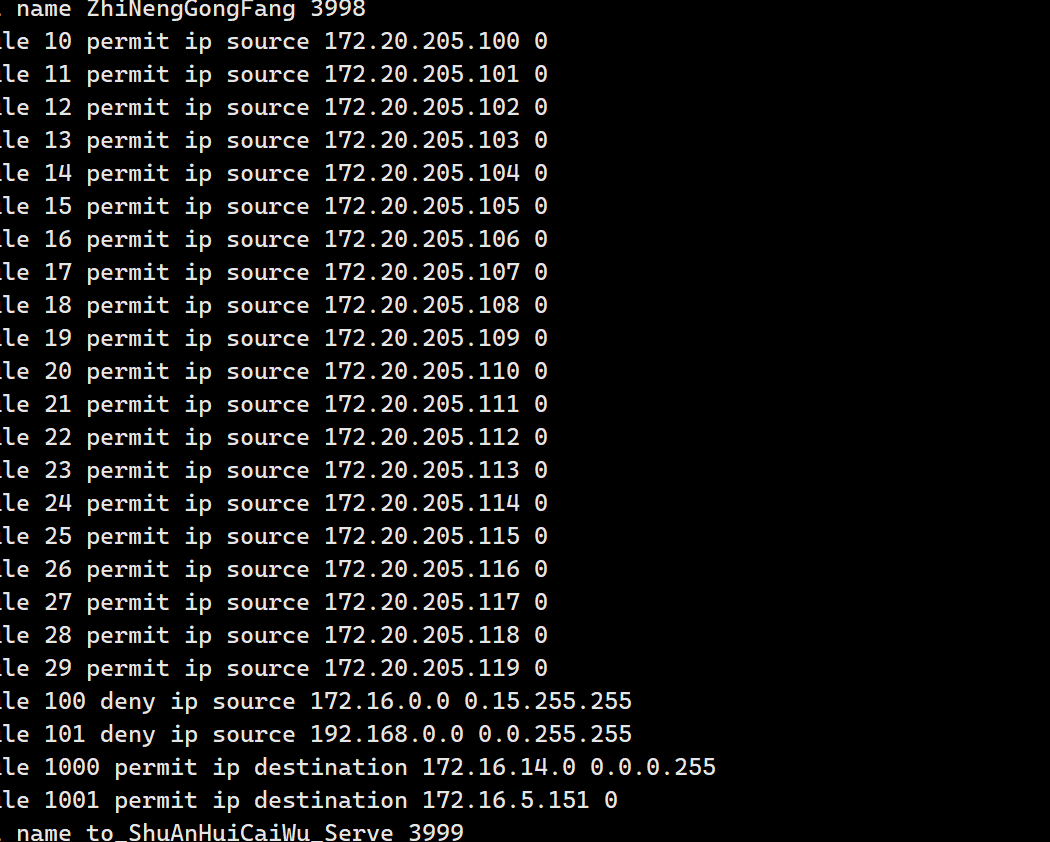 name ZhiNengGongFang 3998
le 10 permit ip source 172.20.205.100 0
le 11 permit ip source 172.20.205.101 0
le 12 permit ip source 172.20.205.102 0
le 13 permit ip source 172.20.205.103 0
le 14 permit ip source 172.20.205.104 0
le 15 permit ip source 172.20.205.105 0
le 16 permit ip source 172.20.205.106 0
le 17 permit ip source 172.20.205.107 0
le 18 permit ip source 172.20.205.108 0
le 19 permit ip source 172.20.205.109 0
le 20 permit ip source 172.20.205.110 0
le 21 permit ip source 172.20.205.111 0
le 22 permit ip source 172.20.205.112 0
le 23 permit ip source 172.20.205.113 0
le 24 permit ip source 172.20.205.114 0
le 25 permit ip source 172.20.205.115 0
le 26 permit ip source 172.20.205.116 0
le 27 permit ip source 172.20.205.117 0
le 28 permit ip source 172.20.205.118 0
le 29 permit ip source 172.20.205.119 0
le 100 deny ip source 172.16.0.0 0.15.255.255
le 101 deny ip source 192.168.0.0 0.0.255.255
le 1000 permit ip destination 172.16.14.0 0.0.0.255
le 1001 permit ip destination 172.16.5.151 0
name to_ShuAnHuiCaiWu_Serve 3999